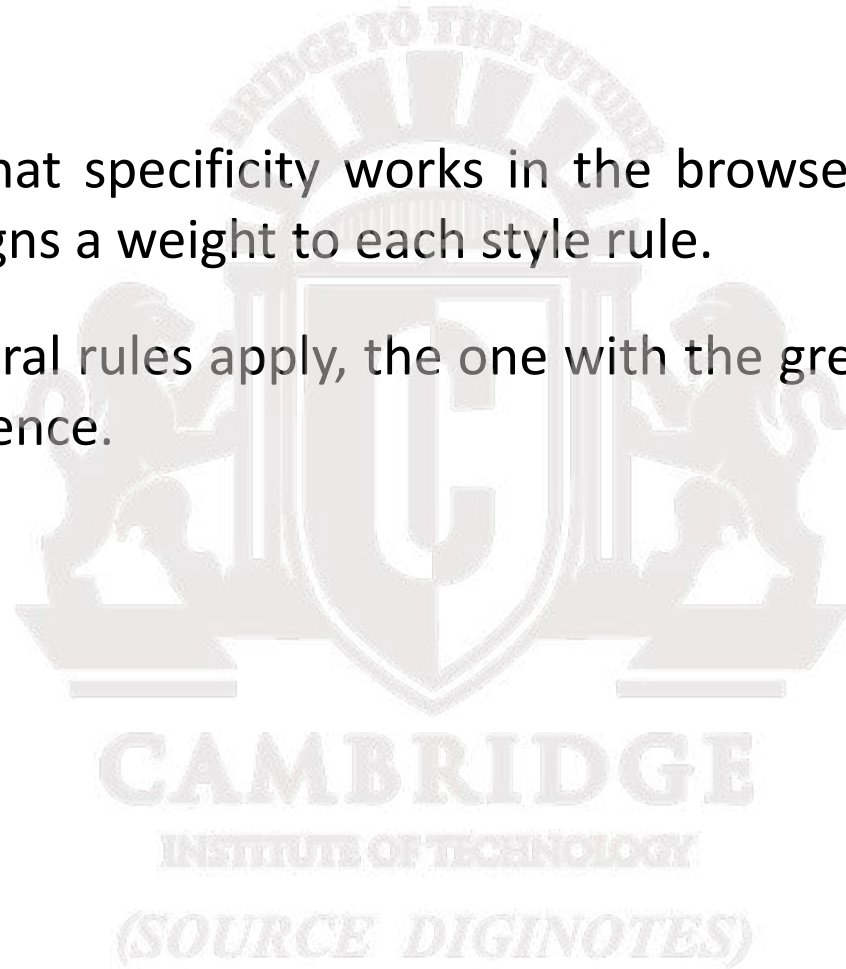 BRIDGE TO THE FUTURE
hat specificity works in the browse
gns a weight to each style rule.
ral rules apply, the one with the gre
ence.
C
CAMBRIDGE
INSTITUTE OF TECHNOLOGY
(SOURCE DIGINOTES)